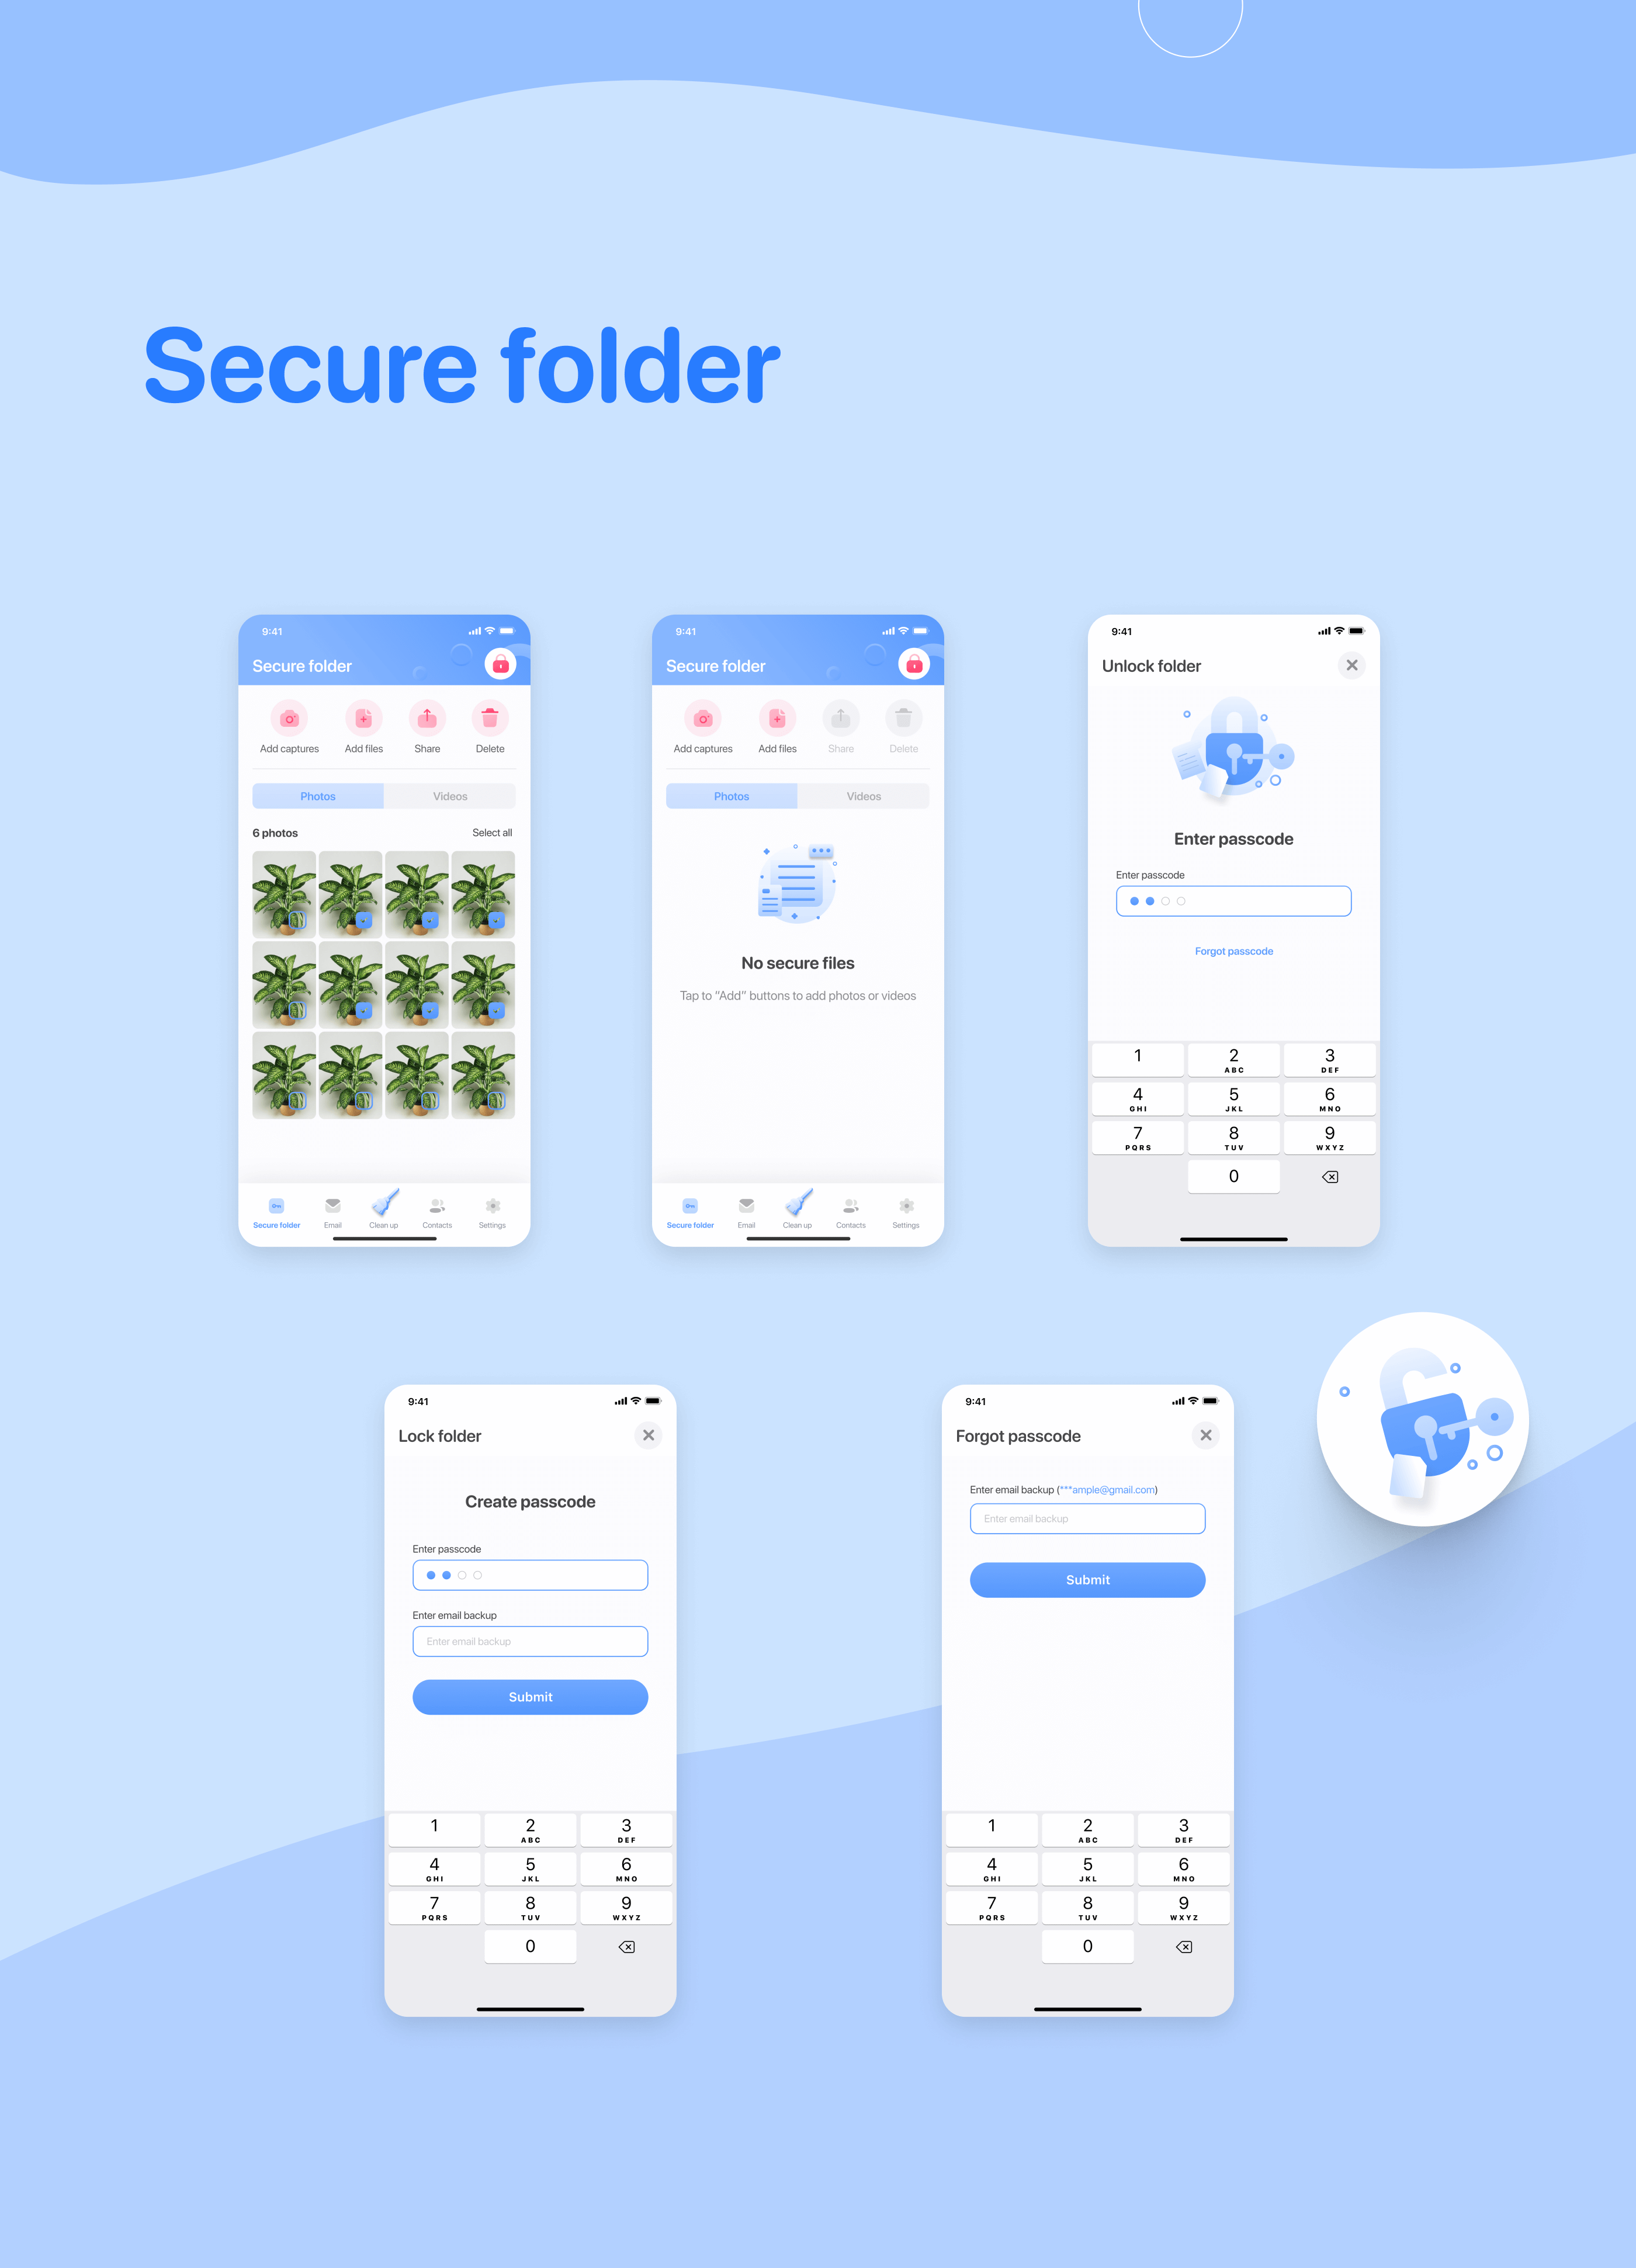 Secure folder
9:41
Secure folder
Add captures Add files Share Delete
Photos Videos
6 photos Select all
Secure folder Email Clean up Contacts Settings
9:41
Secure folder
Add captures Add files Share Delete
Photos Videos
No secure files
Tap to “Add” buttons to add photos or videos
Secure folder Email Clean up Contacts Settings
9:41
Unlock folder
Enter passcode
Enter passcode
Forgot passcode
1 2 3
ABC DEF
4 5 6
GHI JKL MNO
7 8 9
PQRS TUV WXYZ
0
9:41
Lock folder
Create passcode
Enter passcode
Enter email backup
Enter email backup
Submit
1 2 3
ABC DEF
4 5 6
GHI JKL MNO
7 8 9
PQRS TUV WXYZ
0
9:41
Forgot passcode
Enter email backup (***ample@gmail.com)
Enter email backup
Submit
1 2 3
ABC DEF
4 5 6
GHI JKL MNO
7 8 9
PQRS TUV WXYZ
0